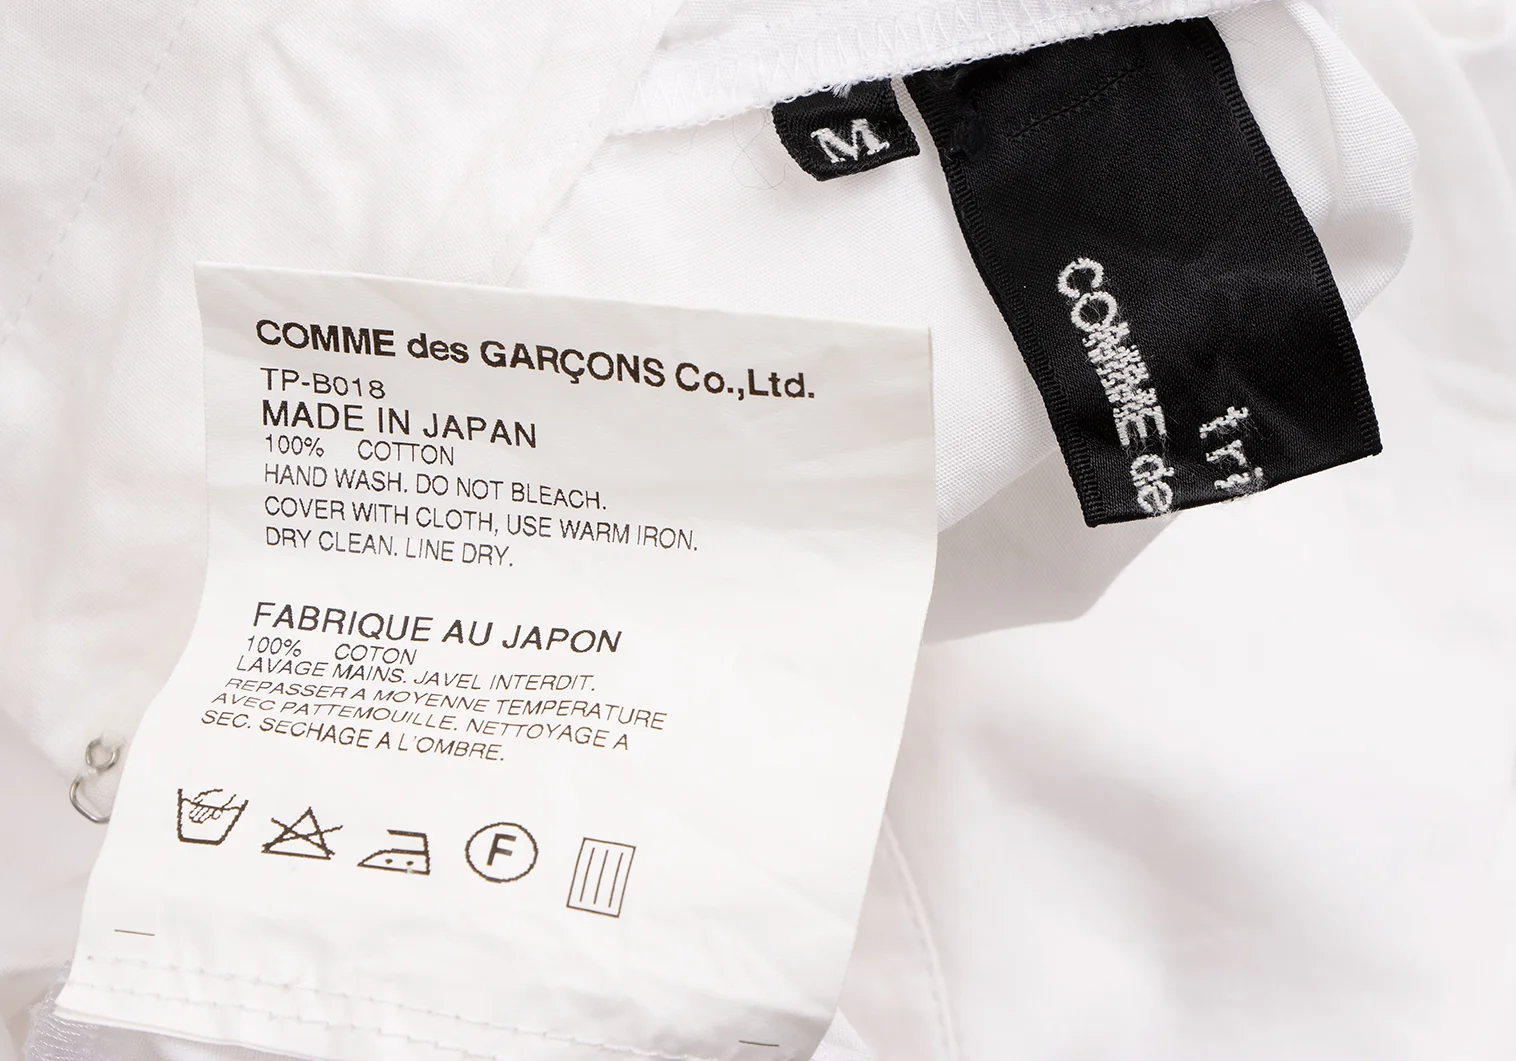 M
COMME de
tri
COMME des GARÇONS Co.,Ltd.
TP-B018
MADE IN JAPAN
100% COTTON
HAND WASH. DO NOT BLEACH.
COVER WITH CLOTH, USE WARM IRON.
DRY CLEAN. LINE DRY.
FABRIQUE AU JAPON
100% COTON
LAVAGE MAINS. JAVEL INTERDIT.
REPASSER A MOYENNE TEMPERATURE
AVEC PATTEMOUILLE. NETTOYAGE A
SEC. SECHAGE A L'OMBRE.
F